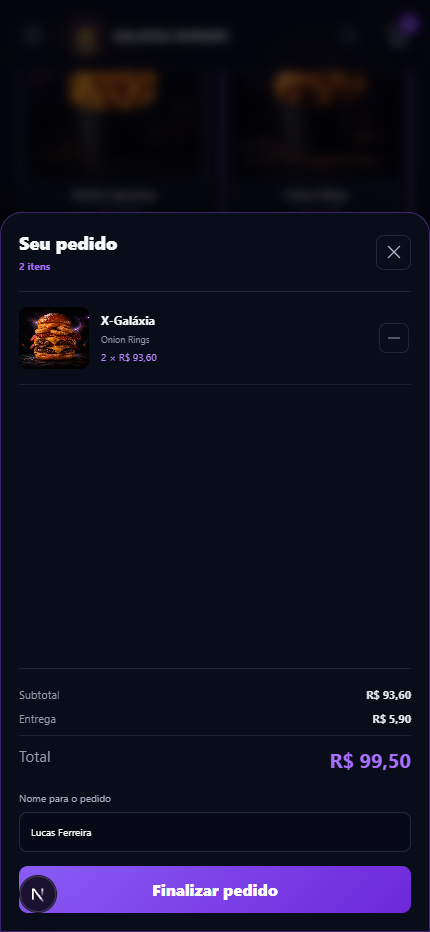 Seu pedido
2 itens
X-Galáxia
Onion Rings
2 × R$ 93,60
Subtotal R$ 93,60
Entrega R$ 5,90
Total R$ 99,50
Nome para o pedido
Lucas Ferreira
Finalizar pedido
N